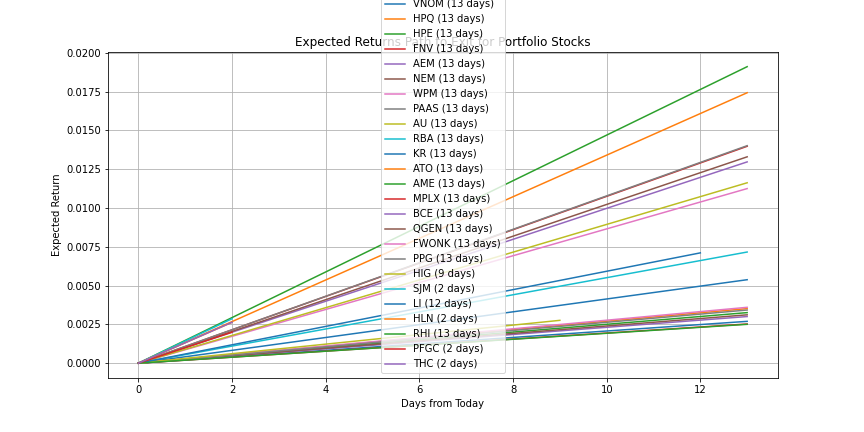 VNOM (13 days)
HPQ (13 days)
Expected Returns Path to Exit for Portfolio Stocks
HPE (13 days)
FNV (13 days)
AEM (13 days)
NEM (13 days)
WPM (13 days)
PAAS (13 days)
AU (13 days)
RBA (13 days)
KR (13 days)
ATO (13 days)
AME (13 days)
MPLX (13 days)
BCE (13 days)
QGEN (13 days)
FWONK (13 days)
PPG (13 days)
HIG (9 days)
SJM (2 days)
LI (12 days)
HLN (2 days)
RHI (13 days)
PFGC (2 days)
THC (2 days)
Expected Return
0.0200
0.0175
0.0150
0.0125
0.0100
0.0075
0.0050
0.0025
0.0000
0 2 4 6 8 10 12
Days from Today